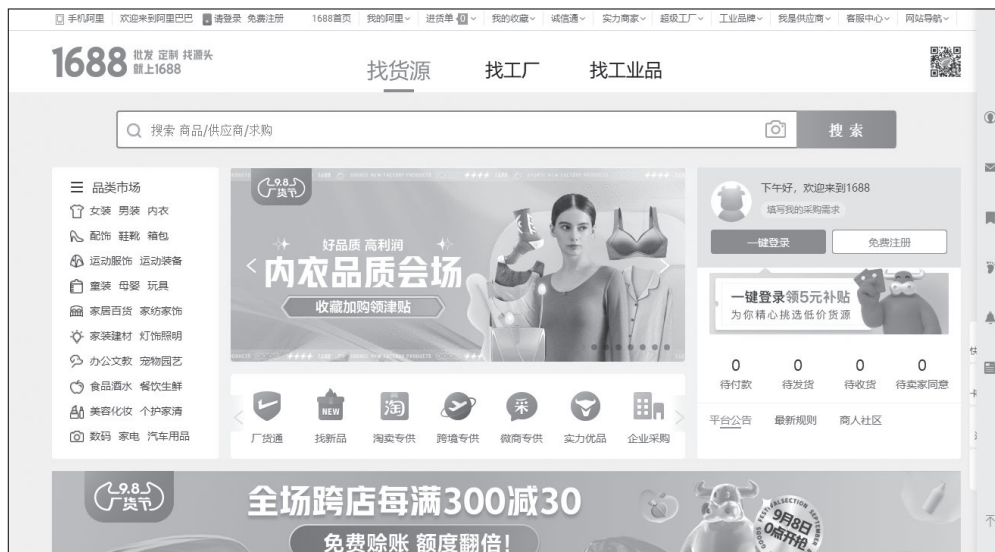 手机阿里 欢迎来到阿里巴巴 请登录 免费注册 1688首页 我的阿里 进货单 0 我的收藏 诚信通 实力商家 超级工厂 工业品牌 我是供应商 客服中心 网站导航
1688 批发 定制 找源头
就上1688
找货源 找工厂 找工业品
搜索 商品/供应商/求购
搜索
品类市场
女装 男装 内衣
配饰 鞋靴 箱包
运动服饰 运动装备
童装 母婴 玩具
家居百货 家纺家饰
家装建材 灯饰照明
办公文教 宠物园艺
食品酒水 餐饮生鲜
美容化妆 个护家清
数码 家电 汽车用品
9.8
厂货节
好品质 高利润
内衣品质会场
收藏加购领津贴
厂货通 找新品 淘卖专供 跨境专供 微商专供 实力优品 企业采购
NEW
淘
采
下午好，欢迎来到1688
填写我的采购需求
一键登录 免费注册
一键登录领5元补贴
为你精心挑选低价货源
0 0 0 0
待付款 待发货 待收货 待卖家同意
平台公告 最新规则 商人社区
9.8
厂货节
全场跨店每满300减30
免费赊账 额度翻倍！
9月8日
0点开抢